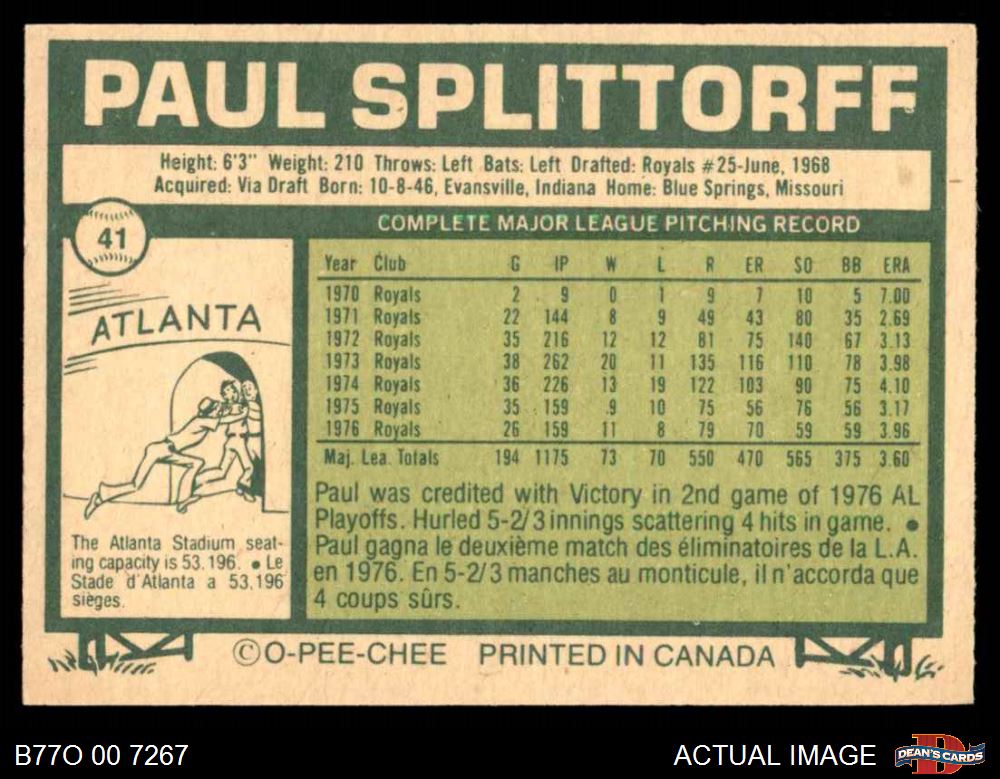 PAUL SPLITTORFF
Height: 6'3" Weight: 210 Throws: Left Bats: Left Drafted: Royals #25-June, 1968
Acquired: Via Draft Born: 10-8-46, Evansville, Indiana Home: Blue Springs, Missouri
41
COMPLETE MAJOR LEAGUE PITCHING RECORD
Year Club G IP W L R ER SO BB ERA
1970 Royals 2 9 0 1 9 7 10 5 7.00
1971 Royals 22 144 8 9 49 43 80 35 2.69
1972 Royals 35 216 12 12 81 75 140 67 3.13
1973 Royals 38 262 20 11 135 116 110 78 3.98
1974 Royals 36 226 13 19 122 103 90 75 4.10
1975 Royals 35 159 .9 10 75 56 76 56 3.17
1976 Royals 26 159 11 8 79 70 59 59 3.96
Maj. Lea. Totals 194 1175 73 70 550 470 565 375 3.60
Paul was credited with Victory in 2nd game of 1976 AL
Playoffs. Hurled 5-2/3 innings scattering 4 hits in game. •
Paul gagna le deuxième match des éliminatoires de la L.A.
en 1976. En 5-2/3 manches au monticule, il n'accorda que
4 coups sûrs.
ATLANTA
The Atlanta Stadium seat-
ing capacity is 53.196. • Le
Stade d'Atlanta a 53.196
sièges.
©O-PEE-CHEE PRINTED IN CANADA
B77O 00 7267
ACTUAL IMAGE
DEAN'S CARDS